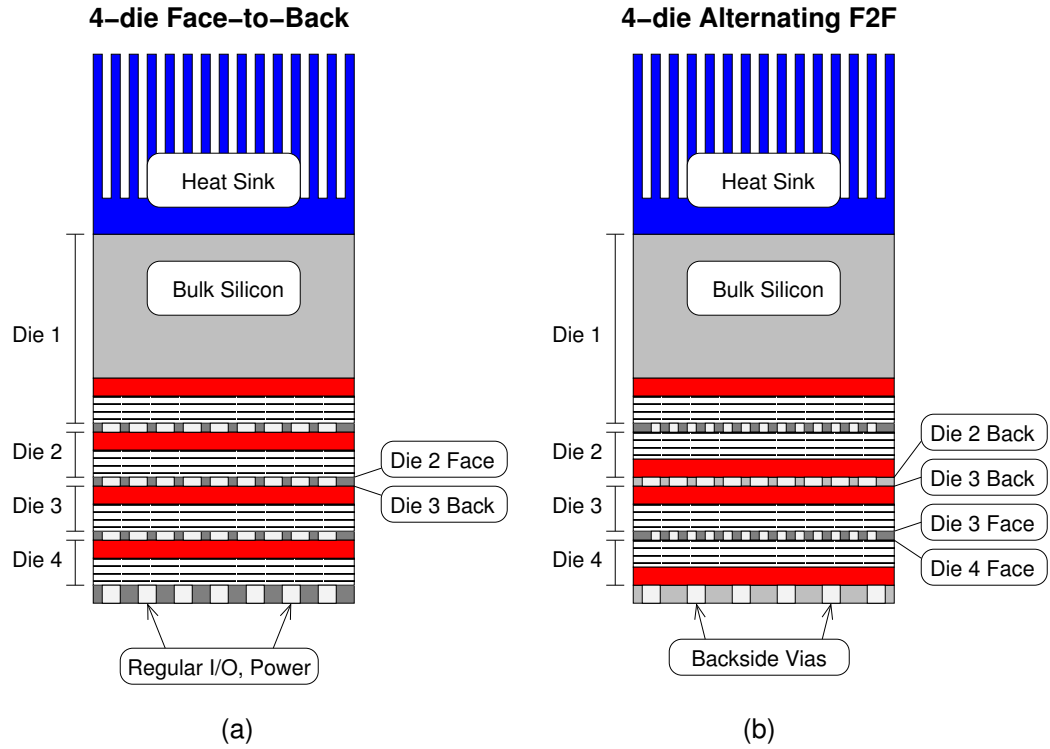 4−die Face−to−Back
Heat Sink
Bulk Silicon
Die 1
Die 2
Die 2 Face
Die 3 Back
Die 3
Die 4
Regular I/O, Power
(a)
4−die Alternating F2F
Heat Sink
Bulk Silicon
Die 1
Die 2
Die 2 Back
Die 3 Back
Die 3
Die 3 Face
Die 4
Die 4 Face
Backside Vias
(b)